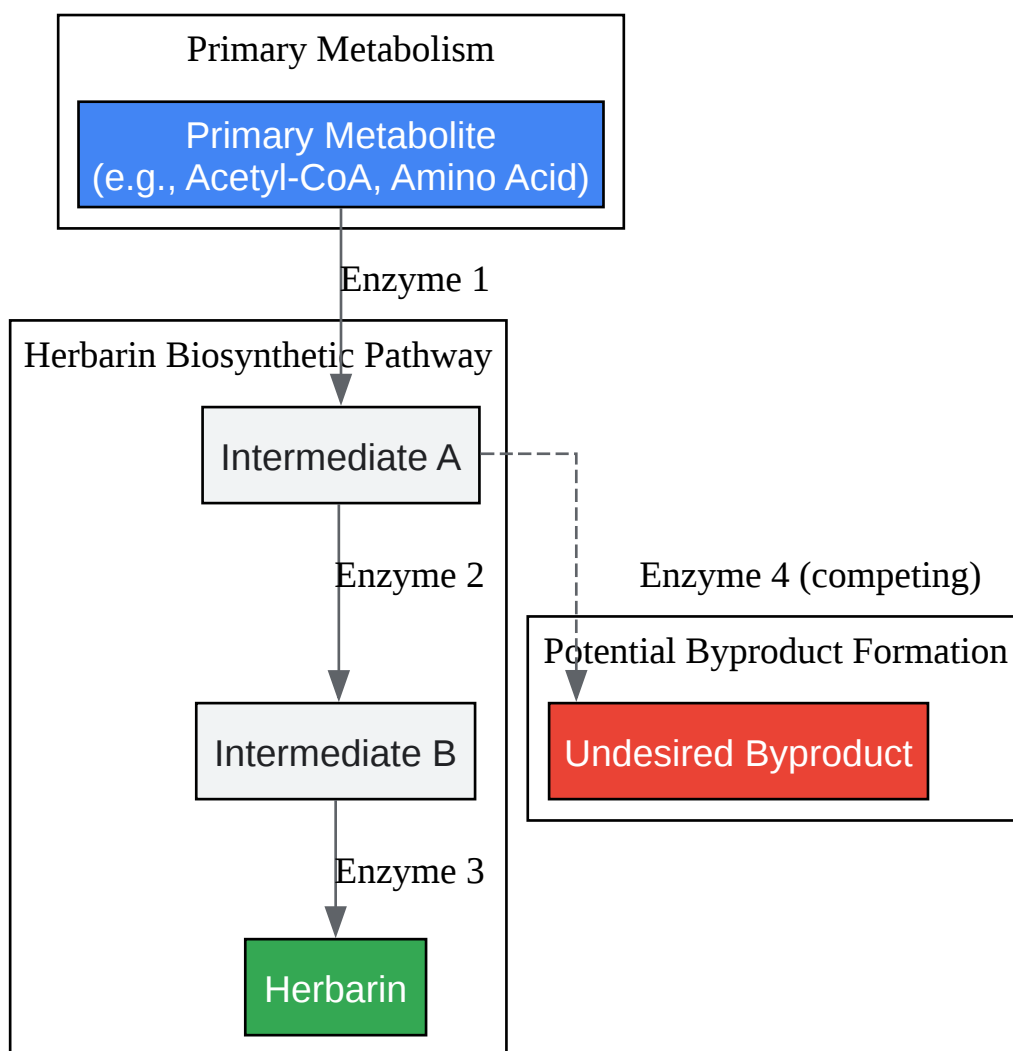 Primary Metabolism
Primary Metabolite
(e.g., Acetyl-CoA, Amino Acid)
Enzyme 1
Herbarin Biosynthetic Pathway
Intermediate A
Enzyme 2
Enzyme 4 (competing)
Potential Byproduct Formation
Intermediate B
Undesired Byproduct
Enzyme 3
Herbarin